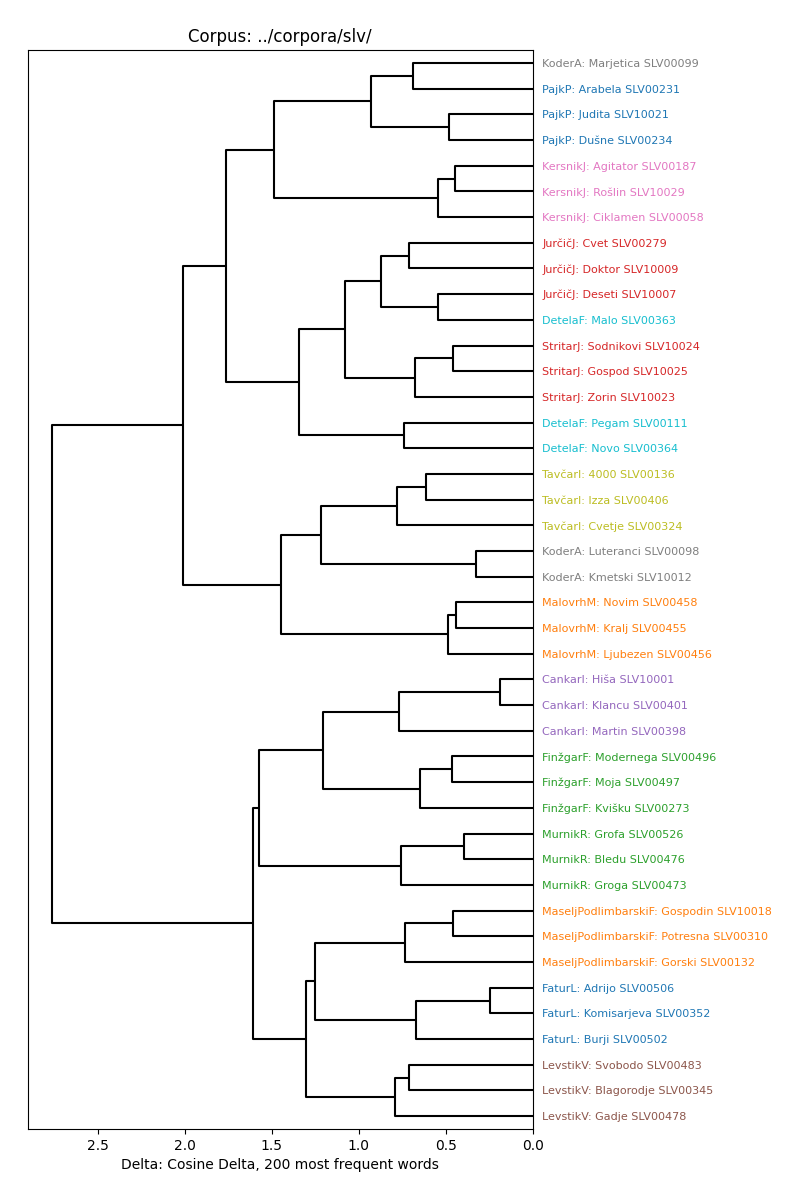 Corpus: ../corpora/slv/
KoderA: Marjetica SLV00099
PajkP: Arabela SLV00231
PajkP: Judita SLV10021
PajkP: Dušne SLV00234
KersnikJ: Agitator SLV00187
KersnikJ: Rošlin SLV10029
KersnikJ: Ciklamen SLV00058
JurčičJ: Cvet SLV00279
JurčičJ: Doktor SLV10009
JurčičJ: Deseti SLV10007
DetelaF: Malo SLV00363
StritarJ: Sodnikovi SLV10024
StritarJ: Gospod SLV10025
StritarJ: Zorin SLV10023
DetelaF: Pegam SLV00111
DetelaF: Novo SLV00364
TavčarI: 4000 SLV00136
TavčarI: Izza SLV00406
TavčarI: Cvetje SLV00324
KoderA: Luteranci SLV00098
KoderA: Kmetski SLV10012
MalovrhM: Novim SLV00458
MalovrhM: Kralj SLV00455
MalovrhM: Ljubezen SLV00456
CankarI: Hiša SLV10001
CankarI: Klancu SLV00401
CankarI: Martin SLV00398
FinžgarF: Modernega SLV00496
FinžgarF: Moja SLV00497
FinžgarF: Kvišku SLV00273
MurnikR: Grofa SLV00526
MurnikR: Bledu SLV00476
MurnikR: Groga SLV00473
MaseljPodlimbarskiF: Gospodin SLV10018
MaseljPodlimbarskiF: Potresna SLV00310
MaseljPodlimbarskiF: Gorski SLV00132
FaturL: Adrijo SLV00506
FaturL: Komisarjeva SLV00352
FaturL: Burji SLV00502
LevstikV: Svobodo SLV00483
LevstikV: Blagorodje SLV00345
LevstikV: Gadje SLV00478
2.5 2.0 1.5 1.0 0.5 0.0
Delta: Cosine Delta, 200 most frequent words